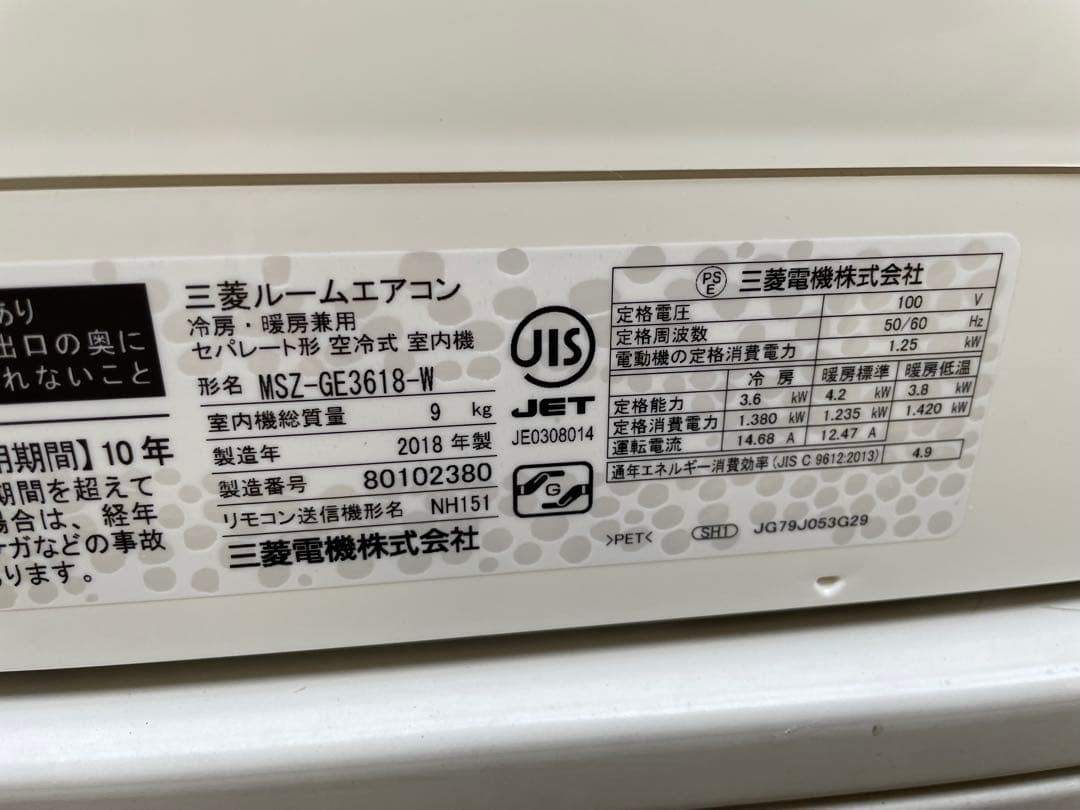 あり
出口の奥に
れないこと
用期間】10年
期間を超えて
場合は、経年
ケガなどの事故
ります。
三菱ルームエアコン
冷房・暖房兼用
セパレート形 空冷式 室内機
形名 MSZ-GE3618-W
室内機総質量 9 kg
製造年 2018 年製
製造番号 80102380
リモコン送信機形名 NH151
三菱電機株式会社
JIS
JET
JE0308014
G
PSE 三菱電機株式会社
定格電圧 100 V
定格周波数 50/60 Hz
電動機の定格消費電力 1.25 kW
冷房 暖房標準 暖房低温
定格能力 3.6 kW 4.2 kW 3.8 kW
定格消費電力 1.380 kW 1.235 kW 1.420 kW
運転電流 14.68 A 12.47 A
通年エネルギー消費効率(JIS C 9612:2013) 4.9
>PET< SH1 JG79J053G29